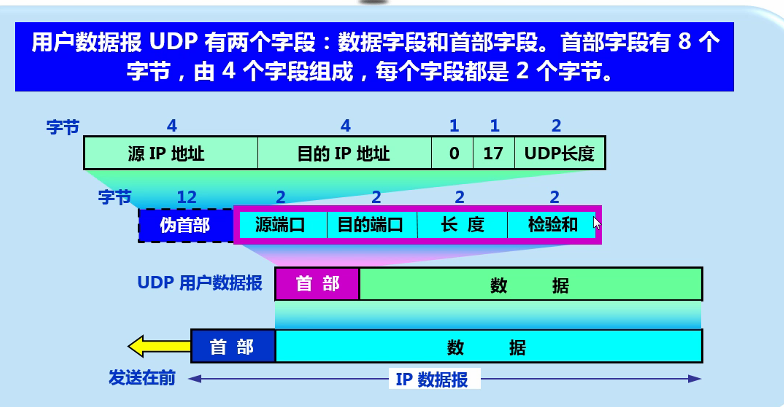 用户数据报 UDP 有两个字段：数据字段和首部字段。首部字段有 8 个
字节，由 4 个字段组成，每个字段都是 2 个字节。
字节 4 4 1 1 2
源 IP 地址 目的 IP 地址 0 17 UDP长度
字节 12 2 2 2 2
伪首部 源端口 目的端口 长 度 检验和
UDP 用户数据报 首 部 数 据
首 部 数 据
发送在前 IP 数据报